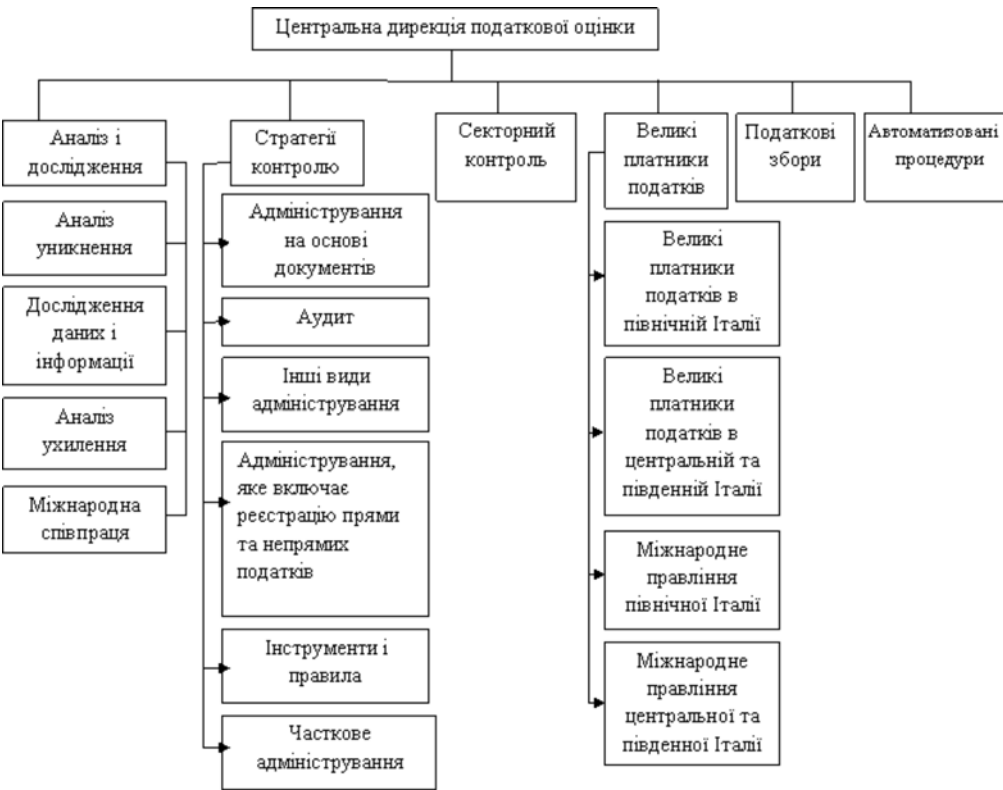 Центральна дирекція податкової оцінки
Аналіз і
дослідження
Аналіз
уникнення
Дослідження
даних і
інформації
Аналіз
ухилення
Міжнародна
співпраця
Стратегії
контролю
Адміністрування
на основі
документів
Аудит
Інші види
адміністрування
Адміністрування,
яке включає
реєстрацію прями
та непрямих
податків
Інструменти і
правила
Часткове
адміністрування
Секторний
контроль
Великі
платники
податків
Великі
платники
податків в
північній Італії
Великі
платники
податків в
центральній та
південній Італії
Міжнародне
правління
північної Італії
Міжнародне
правління
центральної та
південної Італії
Податкові
збори
Автоматизовані
процедури